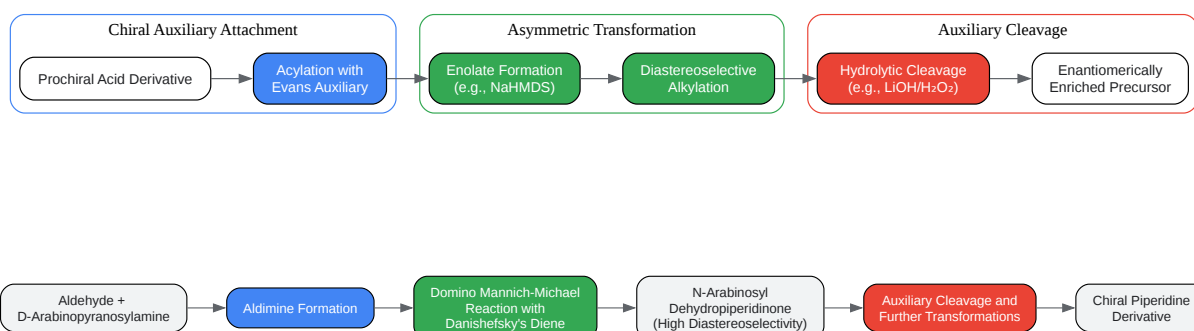 Chiral Auxiliary Attachment
Prochiral Acid Derivative
Acylation with
Evans Auxiliary
Asymmetric Transformation
Enolate Formation
(e.g., NaHMDS)
Diastereoselective
Alkylation
Auxiliary Cleavage
Hydrolytic Cleavage
(e.g., LiOH/H₂O₂)
Enantiomerically
Enriched Precursor
Aldehyde +
D-Arabinopyranosylamine
Aldimine Formation
Domino Mannich-Michael
Reaction with
Danishefsky's Diene
N-Arabinosyl
Dehydropiperidinone
(High Diastereoselectivity)
Auxiliary Cleavage and
Further Transformations
Chiral Piperidine
Derivative